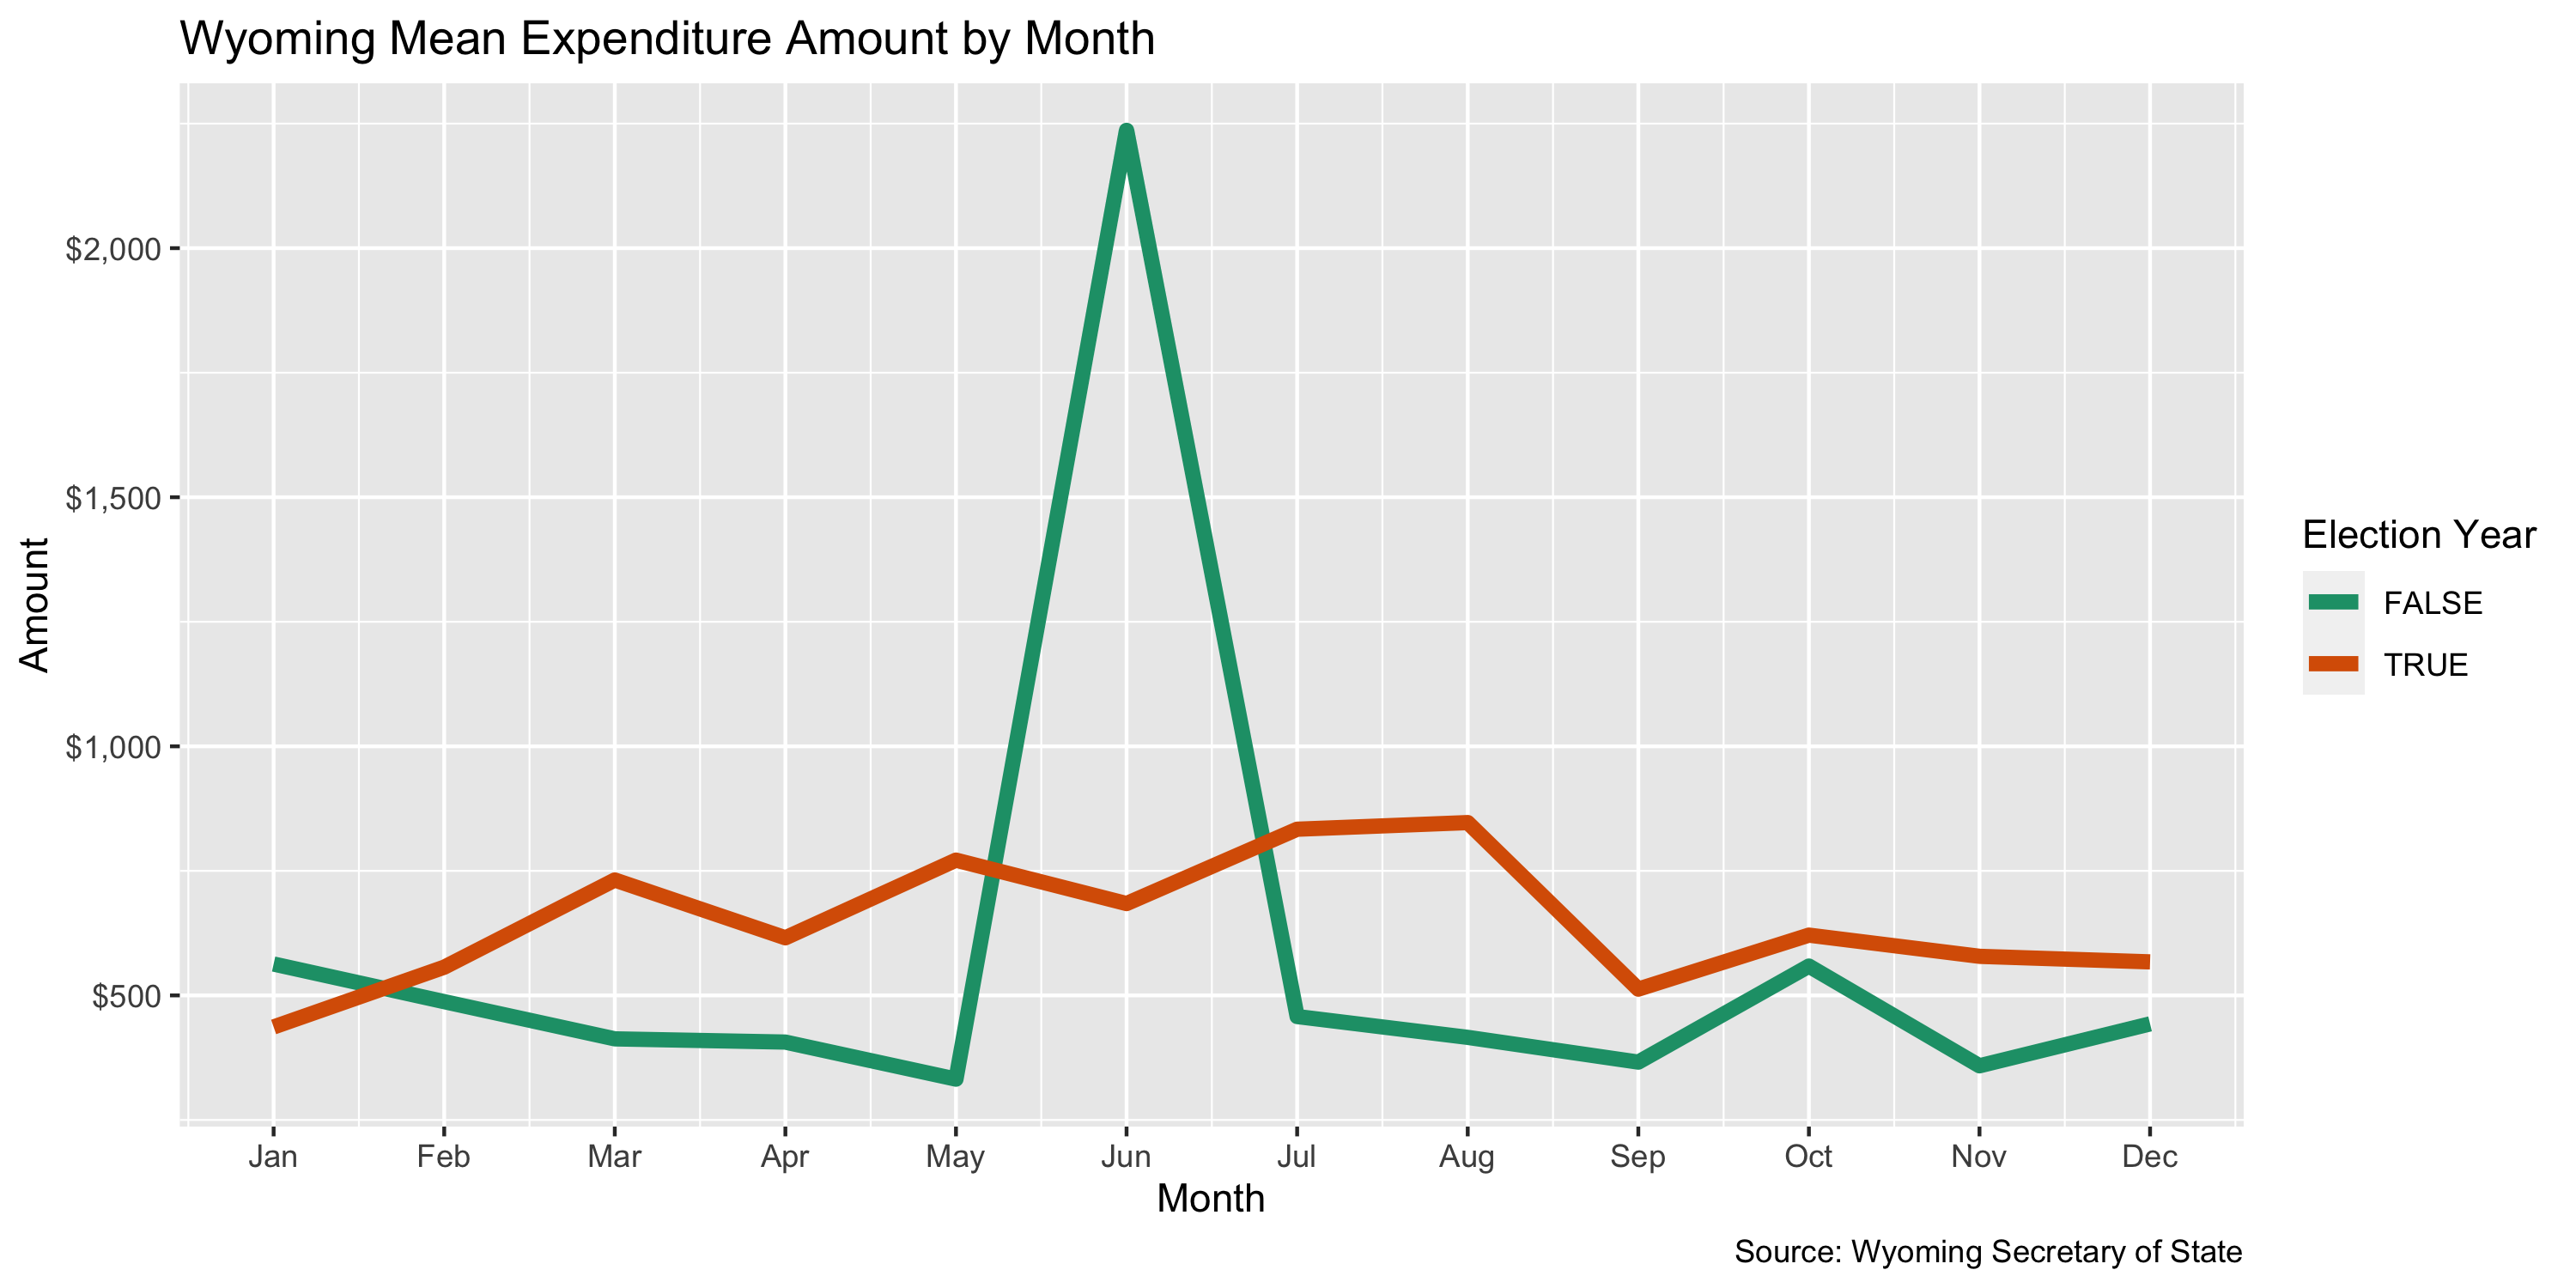 Wyoming Mean Expenditure Amount by Month
Amount
$2,000
$1,500
$1,000
$500
Jan Feb Mar Apr May Jun Jul Aug Sep Oct Nov Dec
Month
Election Year
FALSE
TRUE
Source: Wyoming Secretary of State